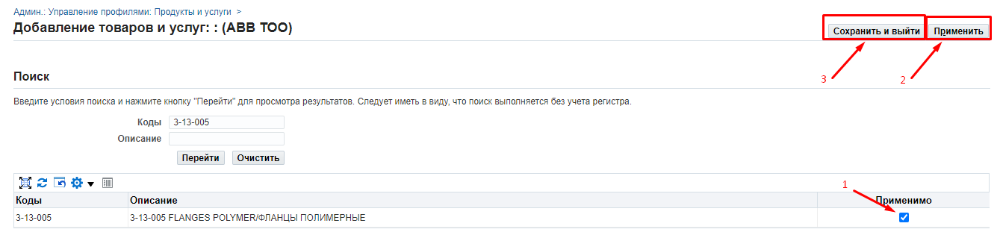 Админ.: Управление профилями: Продукты и услуги >
Добавление товаров и услуг: : (АВВ ТОО)
Сохранить и выйти Применить
3 2
Поиск
Введите условия поиска и нажмите кнопку "Перейти" для просмотра результатов. Следует иметь в виду, что поиск выполняется без учета регистра.
Коды 3-13-005
Описание
Перейти Очистить
1
Коды Описание Применимо
3-13-005 3-13-005 FLANGES POLYMER/ФЛАНЦЫ ПОЛИМЕРНЫЕ